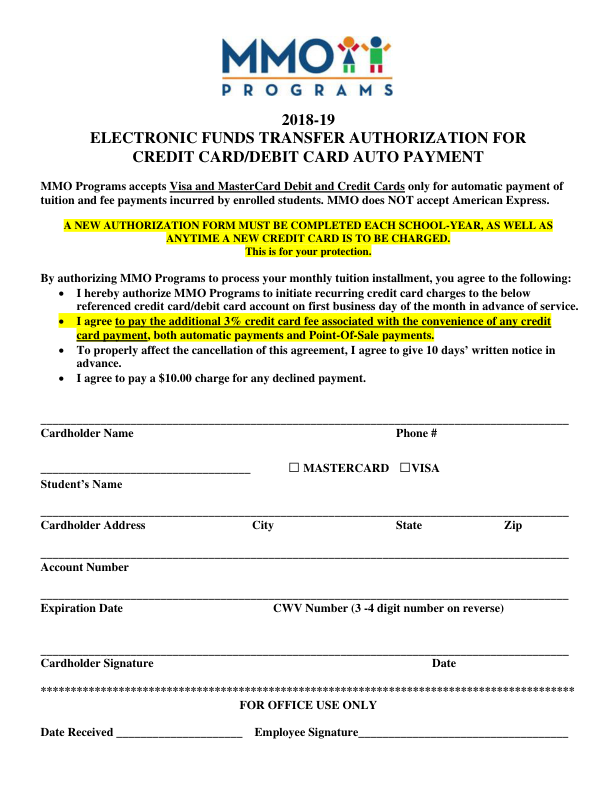 MMO
PROGRAMS
2018-19
ELECTRONIC FUNDS TRANSFER AUTHORIZATION FOR
CREDIT CARD/DEBIT CARD AUTO PAYMENT
MMO Programs accepts Visa and MasterCard Debit and Credit Cards only for automatic payment of
tuition and fee payments incurred by enrolled students. MMO does NOT accept American Express.
A NEW AUTHORIZATION FORM MUST BE COMPLETED EACH SCHOOL-YEAR, AS WELL AS
ANYTIME A NEW CREDIT CARD IS TO BE CHARGED.
This is for your protection.
By authorizing MMO Programs to process your monthly tuition installment, you agree to the following:
• I hereby authorize MMO Programs to initiate recurring credit card charges to the below
referenced credit card/debit card account on first business day of the month in advance of service.
• I agree to pay the additional 3% credit card fee associated with the convenience of any credit
card payment, both automatic payments and Point-Of-Sale payments.
• To properly affect the cancellation of this agreement, I agree to give 10 days' written notice in
advance.
• I agree to pay a $10.00 charge for any declined payment.
Cardholder Name Phone #
☐ MASTERCARD ☐VISA
Student's Name
Cardholder Address City State Zip
Account Number
Expiration Date CWV Number (3 -4 digit number on reverse)
Cardholder Signature Date
*****************************************************************************************
FOR OFFICE USE ONLY
Date Received _____________________ Employee Signature___________________________________